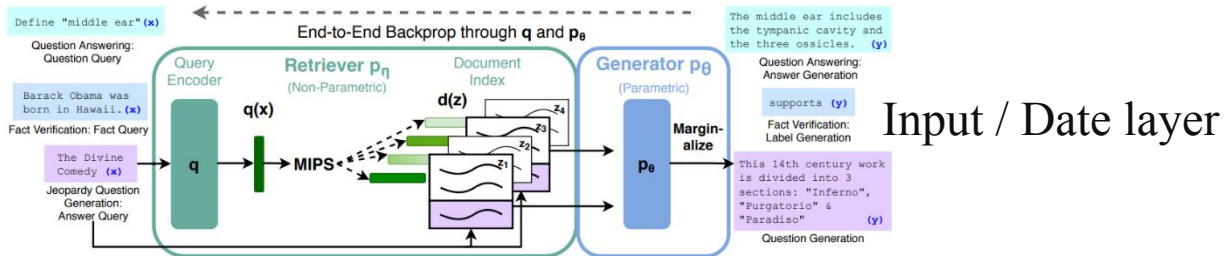 Define "middle ear" (x)
Question Answering:
Question Query
Barack Obama was
born in Hawaii. (x)
Fact Verification: Fact Query
The Divine
Comedy (x)
Jeopardy Question
Generation:
Answer Query
End-to-End Backprop through q and pθ
Query
Encoder
q
q(x)
Retriever pη
(Non-Parametric)
MIPS
Document
Index
d(z)
z4
z3
z2
z1
Generator pθ
(Parametric)
pθ
Margin-
alize
The middle ear includes
the tympanic cavity and
the three ossicles. (y)
Question Answering:
Answer Generation
supports (y)
Fact Verification:
Label Generation
This 14th century work
is divided into 3
sections: "Inferno",
"Purgatorio" &
"Paradiso" (y)
Question Generation
Input / Date layer